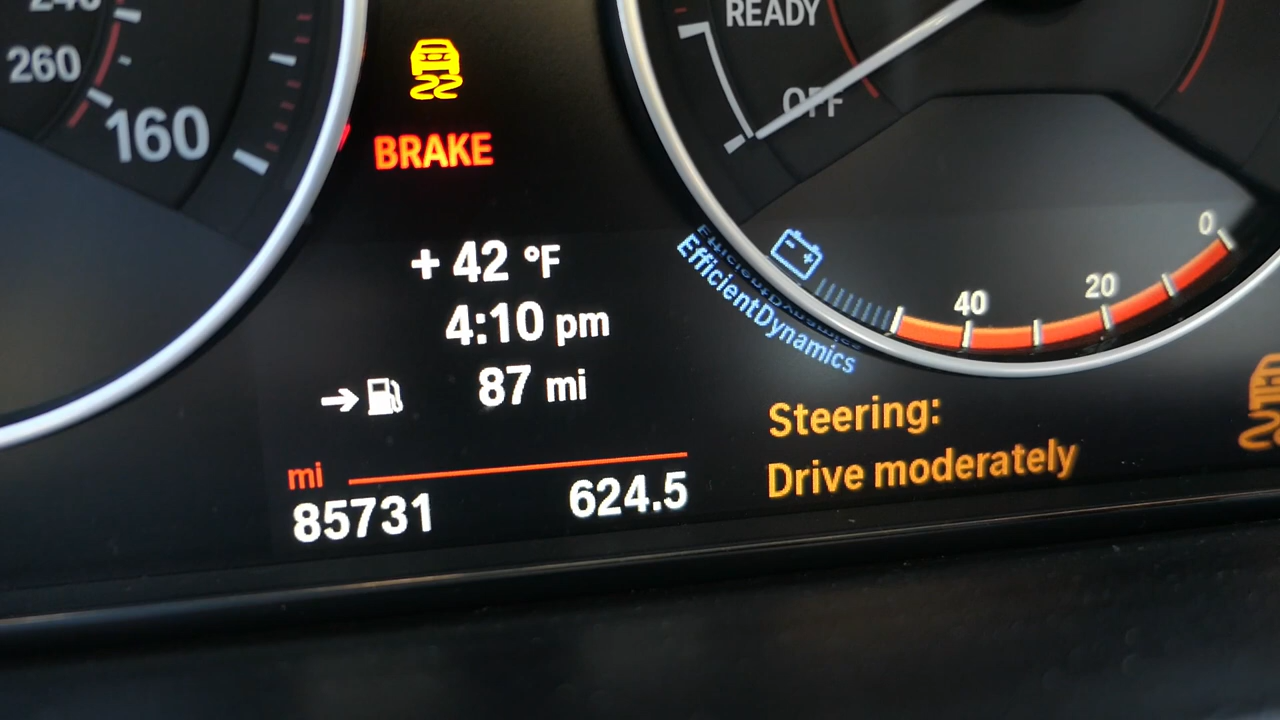 260
160
BRAKE
+ 42 °F
4:10 pm
87 mi
mi
85731
624.5
READY
OFF
0
20
40
EfficientDynamics
Steering:
Drive moderately